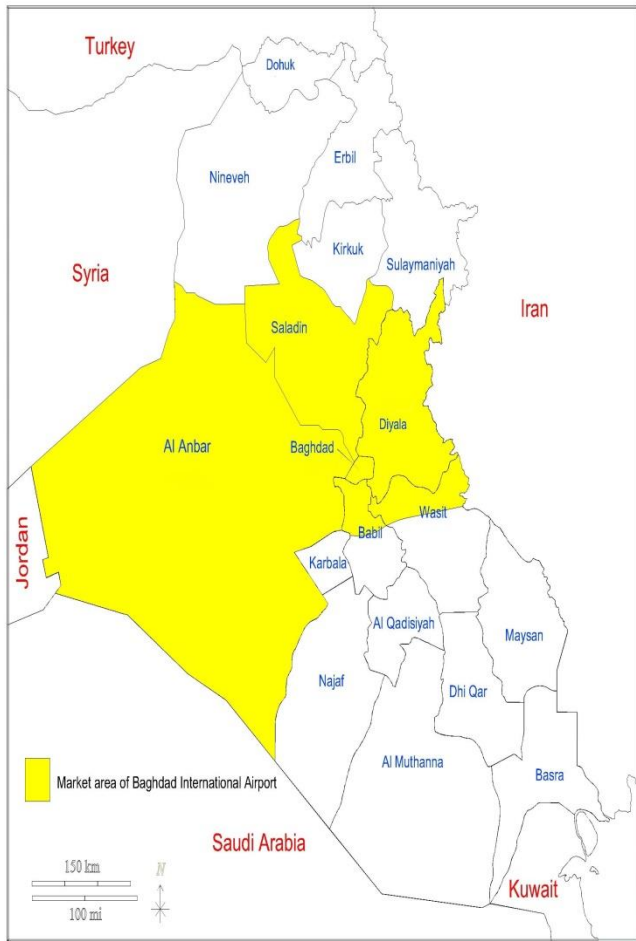 Turkey
Dohuk
Erbil
Nineveh
Kirkuk
Sulaymaniyah
Syria
Iran
Saladin
Diyala
Al Anbar
Baghdad
Wasit
Babil
Karbala
Jordan
Al Qadisiyah
Maysan
Najaf
Dhi Qar
Al Muthanna
Basra
Market area of Baghdad International Airport
Saudi Arabia
150 km
N
100 mi
Kuwait